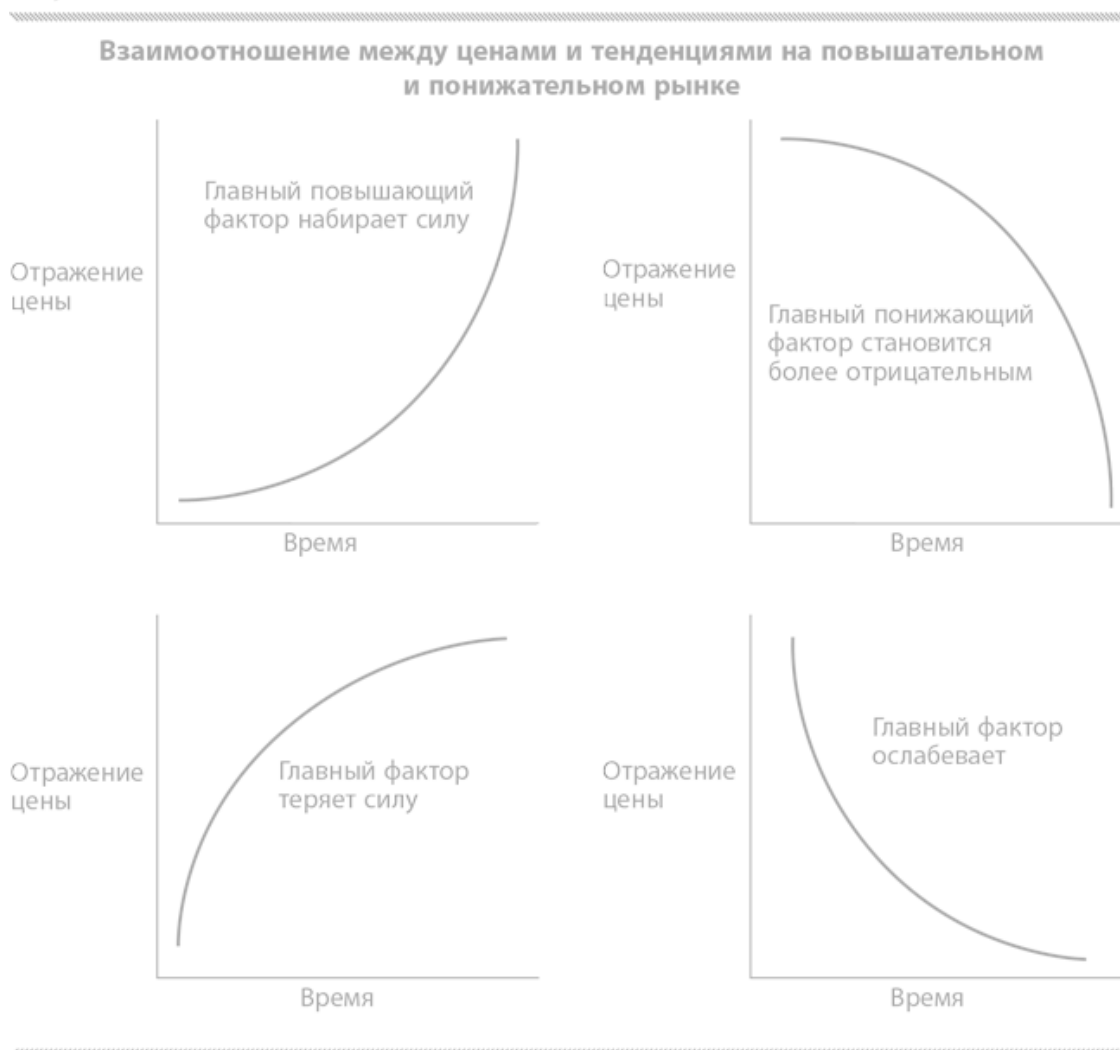 Взаимоотношение между ценами и тенденциями на повышательном
и понижательном рынке
Главный повышающий
фактор набирает силу
Отражение
цены
Время
Отражение
цены
Главный понижающий
фактор становится
более отрицательным
Время
Отражение
цены
Главный фактор
теряет силу
Время
Главный фактор
ослабевает
Отражение
цены
Время